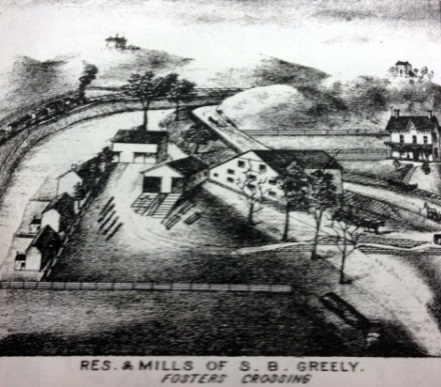 RES. & MILLS OF S. B. GREELY.
FOSTERS CROSSING